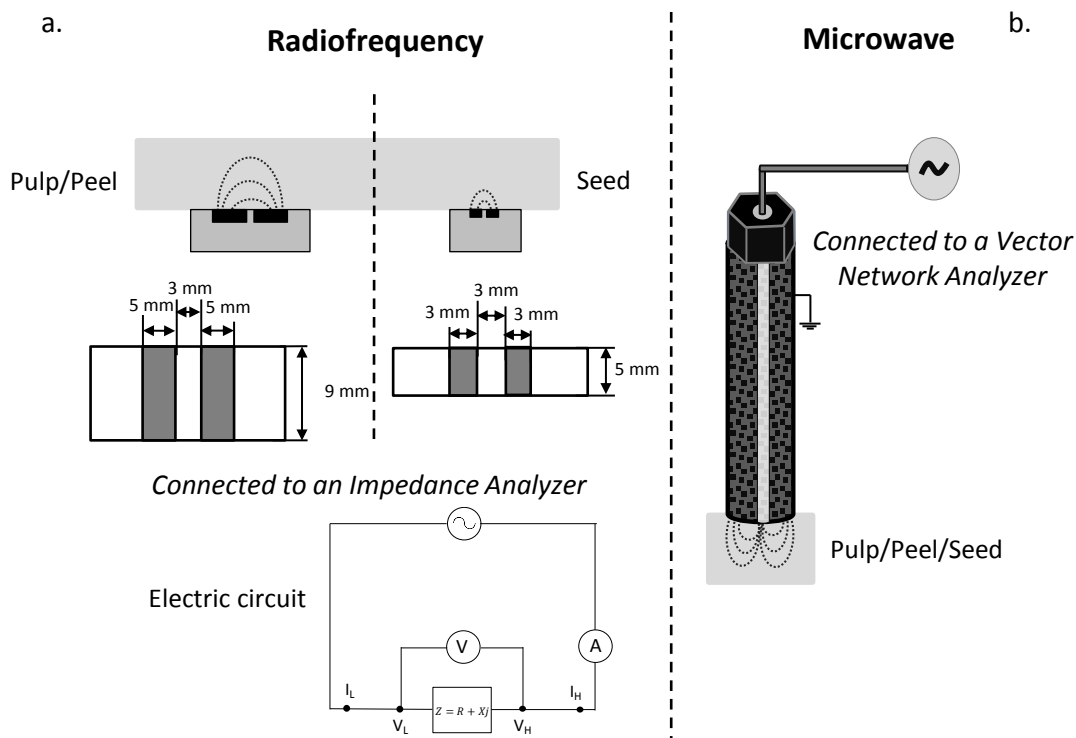 a.
Radiofrequency
Pulp/Peel
Seed
3 mm
5 mm
5 mm
9 mm
3 mm
3 mm
3 mm
5 mm
Connected to an Impedance Analyzer
Electric circuit
V
A
I_L
I_H
V_L
Z = R + Xj
V_H
Microwave
b.
Connected to a Vector
Network Analyzer
Pulp/Peel/Seed